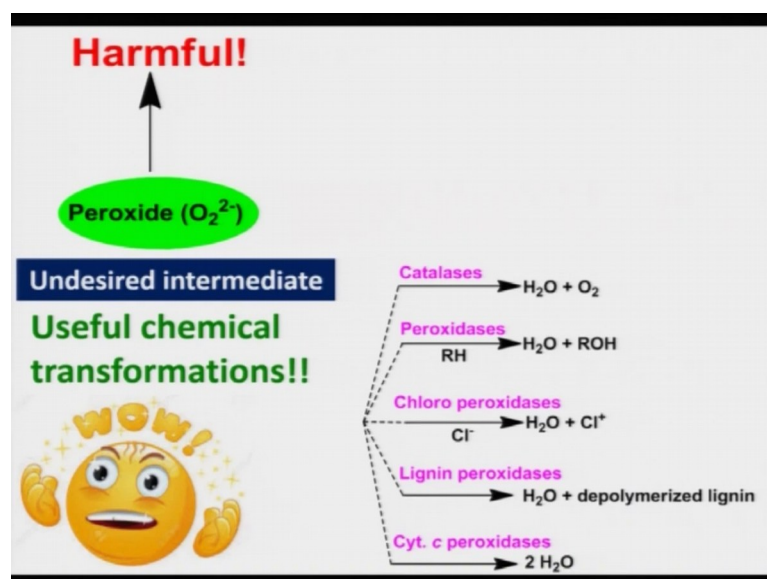 Harmful!
Peroxide (O₂²⁻)
Undesired intermediate
Useful chemical
transformations!!
WOW!
Catalases
H₂O + O₂
Peroxidases
RH
H₂O + ROH
Chloro peroxidases
Cl⁻
H₂O + Cl⁺
Lignin peroxidases
H₂O + depolymerized lignin
Cyt. c peroxidases
2 H₂O